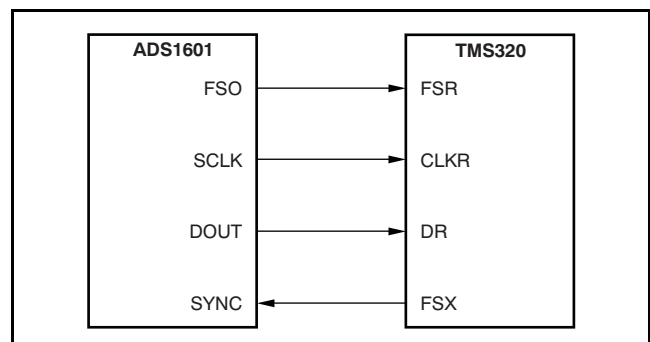 ADS1601 TMS320
FSO FSR
SCLK CLKR
DOUT DR
SYNC FSX